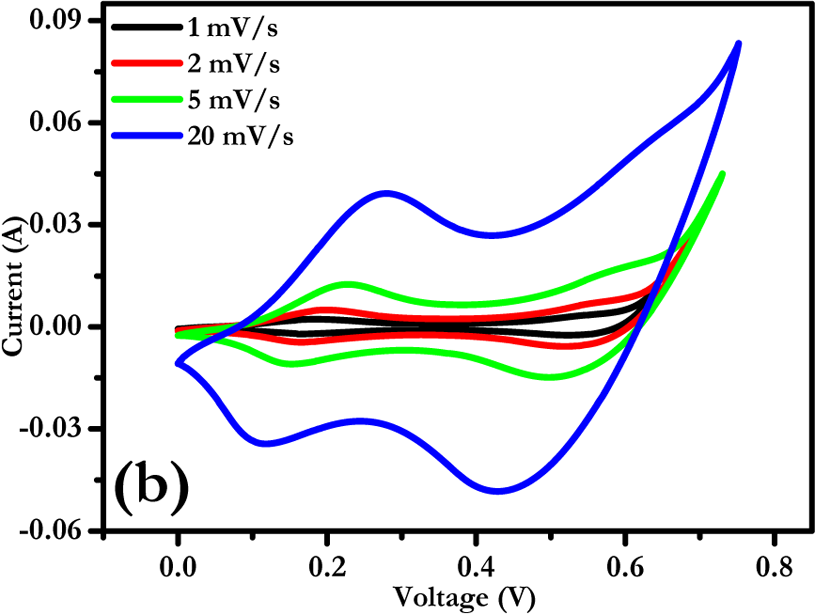 0.09
0.06
0.03
0.00
-0.03
-0.06
Current (A)
1 mV/s
2 mV/s
5 mV/s
20 mV/s
(b)
0.0 0.2 0.4 0.6 0.8
Voltage (V)